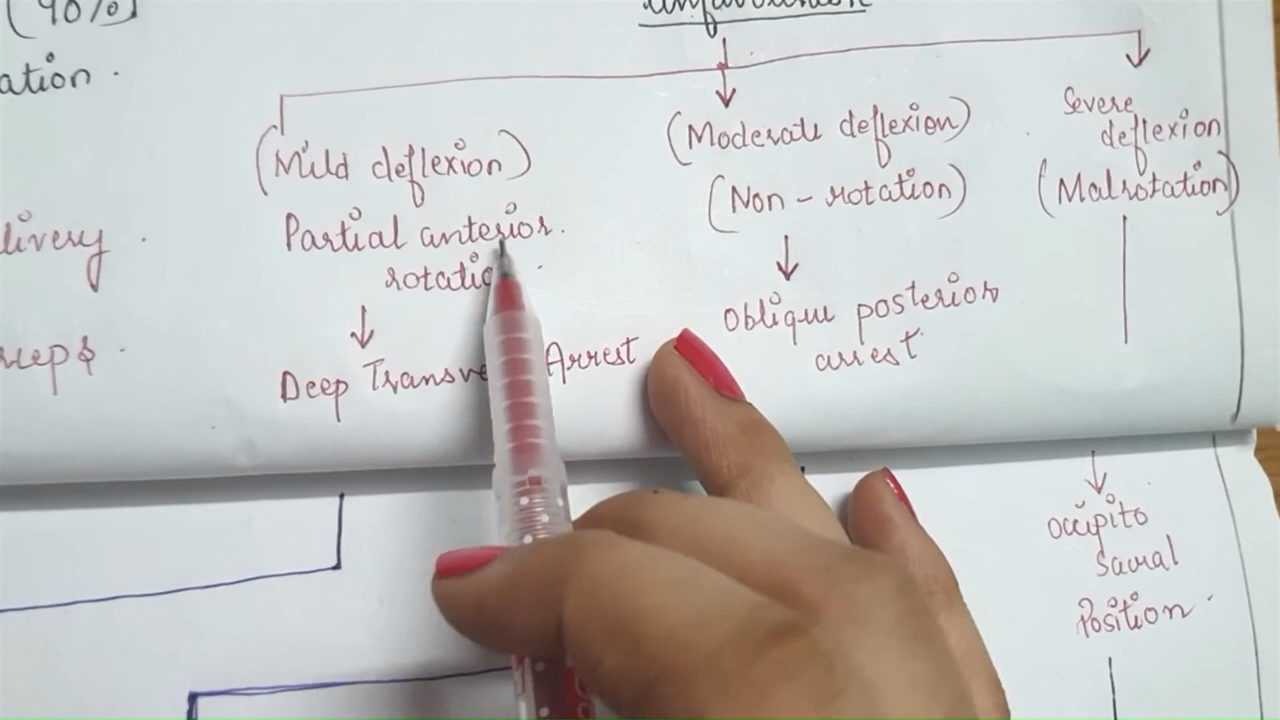 (90%)
ation.
livery.
(Mild deflexion)
Partial anterior.
rotatio
Deep Transve Arrest
(Moderate deflexion)
(Non-rotation)
Oblique posterior
arrest
Severe
deflexion
(Malrotation)
Occipito
Sacral
Position.